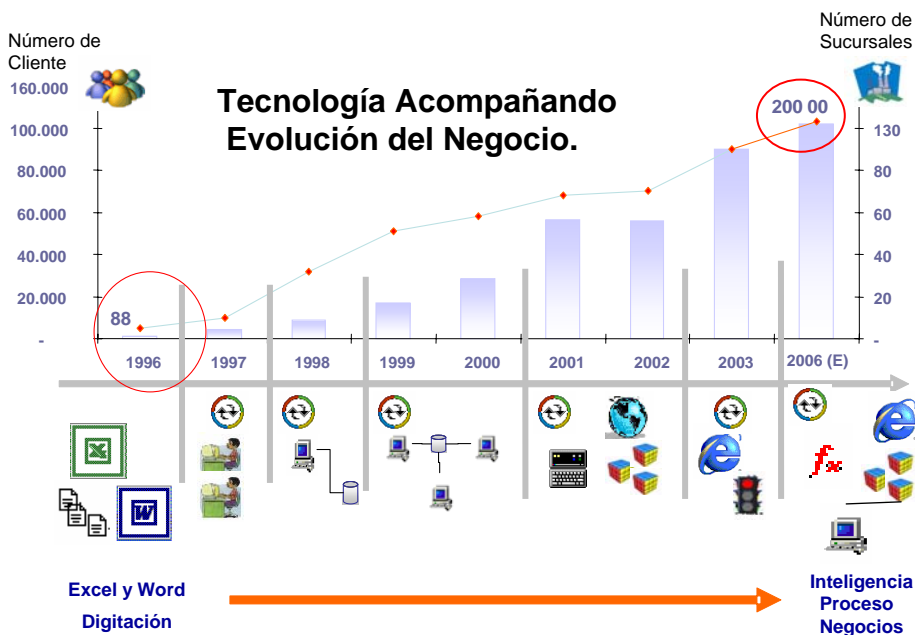 Número de
Cliente
Número de
Sucursales
Tecnología Acompañando
Evolución del Negocio.
160.000
100.000
80.000
60.000
40.000
20.000
-
130
80
60
40
20
-
88
200 00
1996
1997
1998
1999
2000
2001
2002
2003
2006 (E)
X
W
fx
Excel y Word
Digitación
Inteligencia
Proceso
Negocios